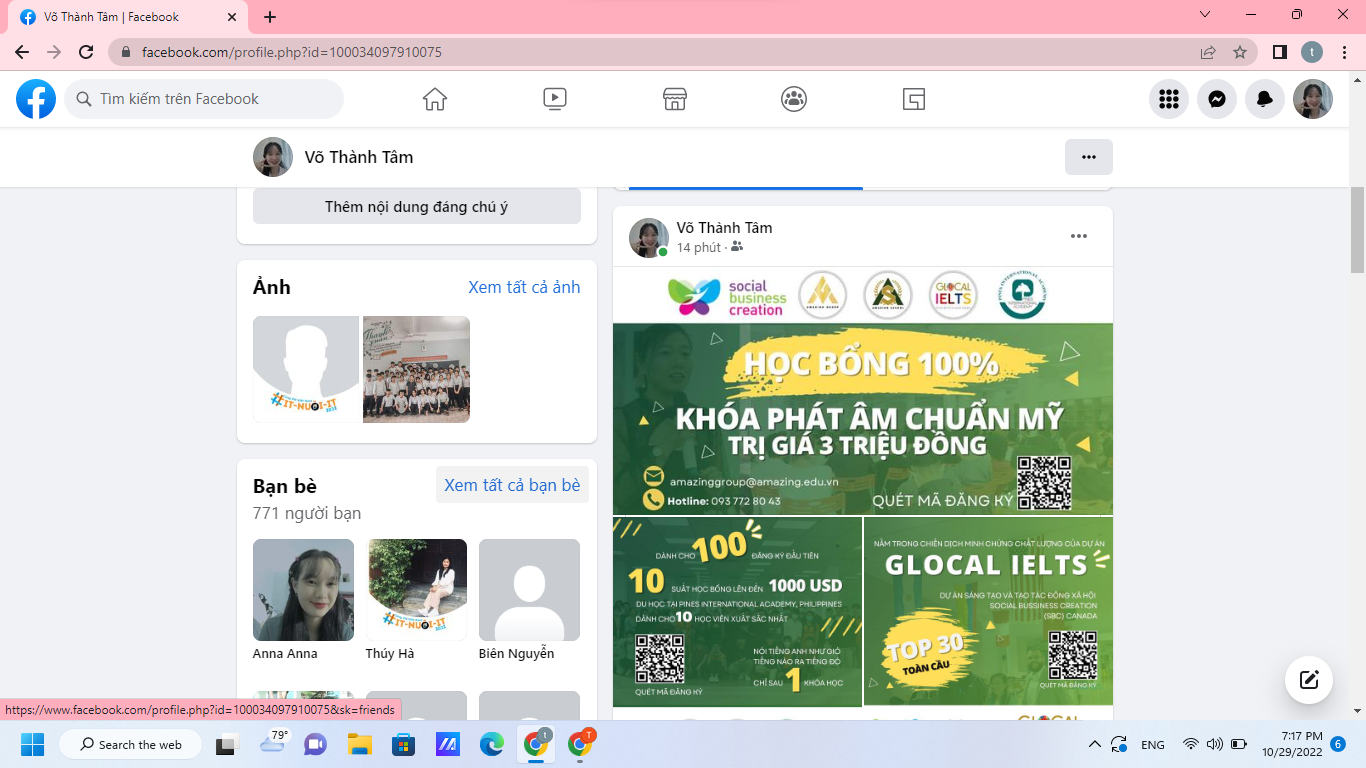 Võ Thành Tâm | Facebook
facebook.com/profile.php?id=100034097910075
t
Tìm kiếm trên Facebook
Võ Thành Tâm
Thêm nội dung đáng chú ý
Ảnh
Xem tất cả ảnh
#IT-NUÔI-IT
Bạn bè
Xem tất cả bạn bè
771 người bạn
#IT-NUÔI-IT
Anna Anna
Thúy Hà
Biên Nguyễn
Võ Thành Tâm
14 phút
social
business
creation
GLOCAL
IELTS
HỌC BỔNG 100%
KHÓA PHÁT ÂM CHUẨN MỸ
TRỊ GIÁ 3 TRIỆU ĐỒNG
amazinggroup@amazing.edu.vn
Hotline: 093 772 80 43
QUÉT MÃ ĐĂNG KÝ
DÀNH CHO 100 ĐĂNG KÝ ĐẦU TIÊN
10 SUẤT HỌC BỔNG LÊN ĐẾN 1000 USD
DU HỌC TẠI PINES INTERNATIONAL ACADEMY, PHILIPPINES
DÀNH CHO 10 HỌC VIÊN XUẤT SẮC NHẤT
NÓI TIẾNG ANH NHƯ GIÓ
TIẾNG NÀO RA TIẾNG ĐÓ
CHỈ SAU 1 KHÓA HỌC
QUÉT MÃ ĐĂNG KÝ
NẰM TRONG CHIẾN DỊCH MINH CHỨNG CHẤT LƯỢNG CỦA DỰ ÁN
GLOCAL IELTS
DỰ ÁN SÁNG TẠO VÀ TẠO TÁC ĐỘNG XÃ HỘI
SOCIAL BUSSINESS CREATION
(SBC) CANADA
TOP 30
TOÀN CẦU
QUÉT MÃ ĐĂNG KÝ
https://www.facebook.com/profile.php?id=100034097910075&sk=friends
Search the web
79°
t
T
ENG
7:17 PM
10/29/2022
6